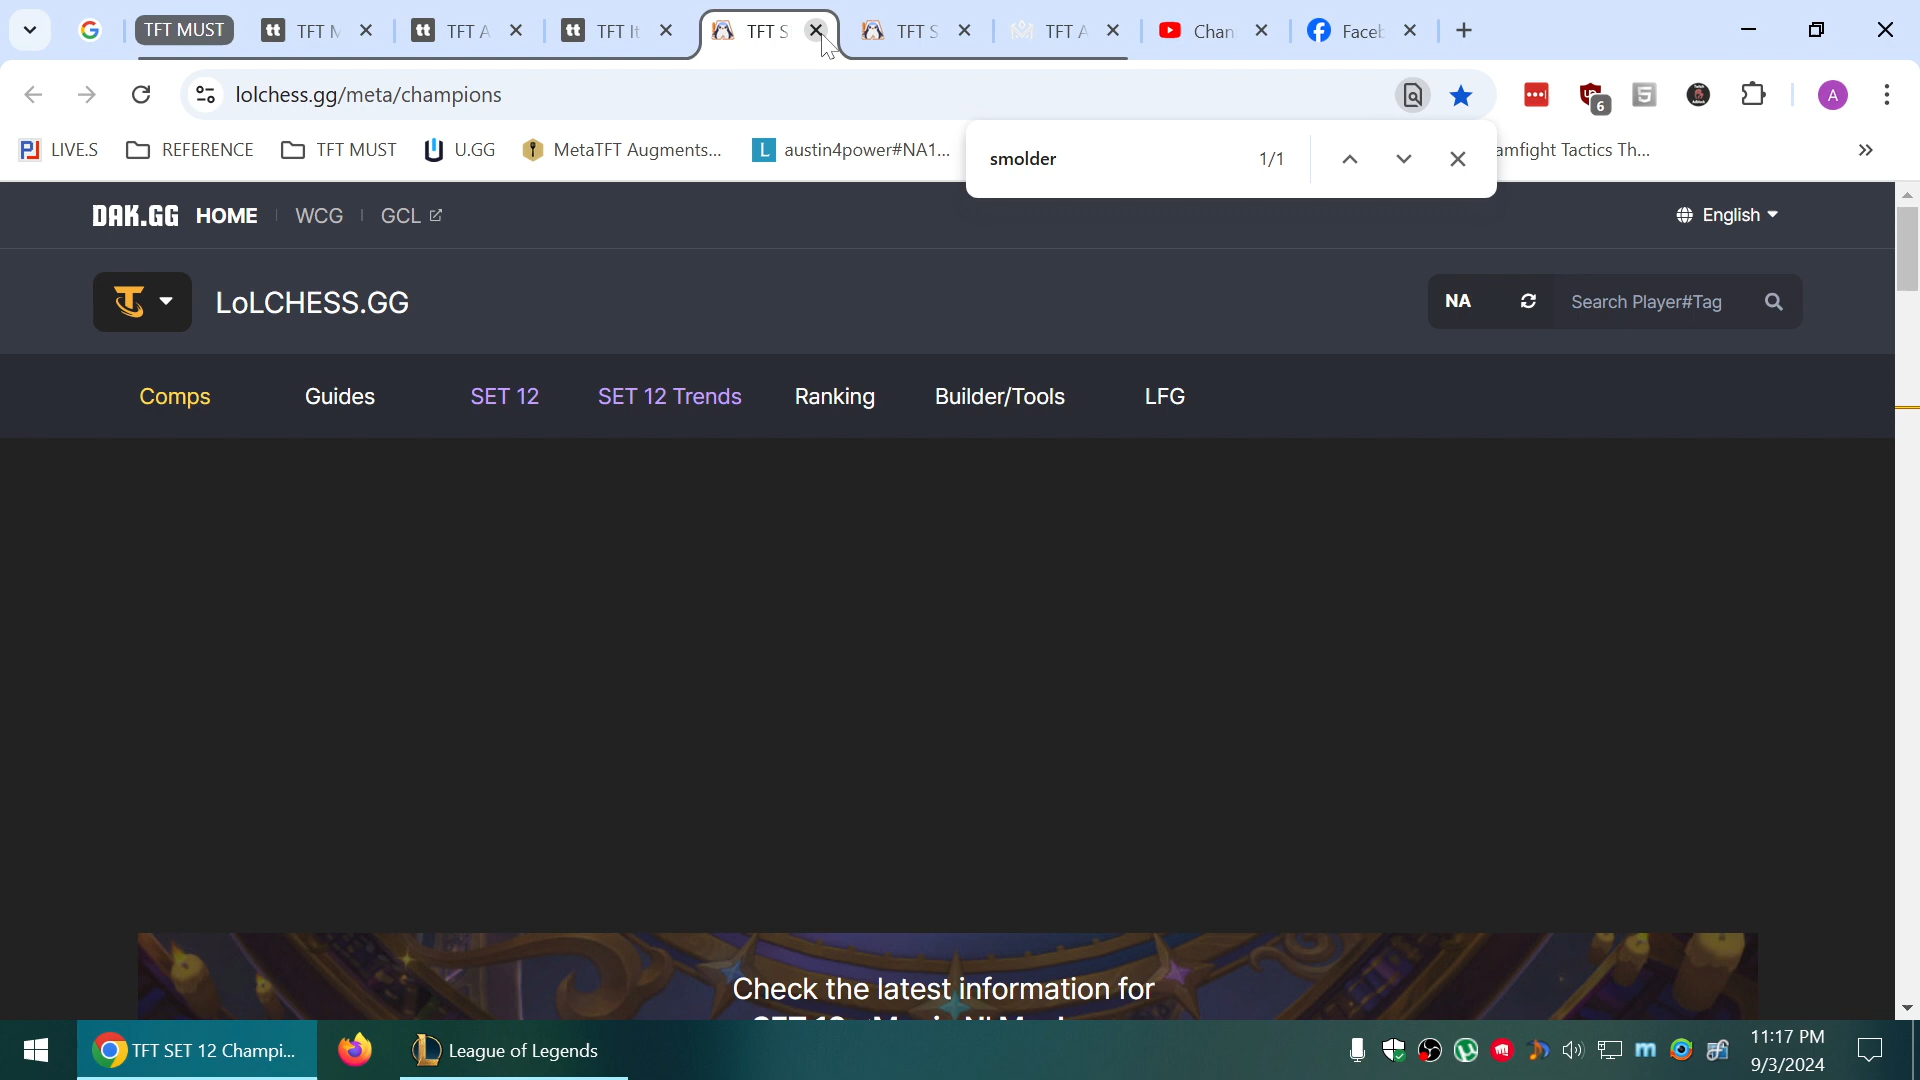 TFT MUST
TFT M
TFT A
TFT It
TFT S
TFT S
TFT A
Chan
Faceb
lolchess.gg/meta/champions
6
A
LIVE.S
REFERENCE
TFT MUST
U.GG
MetaTFT Augments...
L
austin4power#NA1...
amfight Tactics Th...
smolder
1/1
DAK.GG
HOME
WCG
GCL
English
LoLCHESS.GG
NA
Search Player#Tag
Comps
Guides
SET 12
SET 12 Trends
Ranking
Builder/Tools
LFG
Check the latest information for
TFT SET 12 Champi...
League of Legends
11:17 PM
9/3/2024